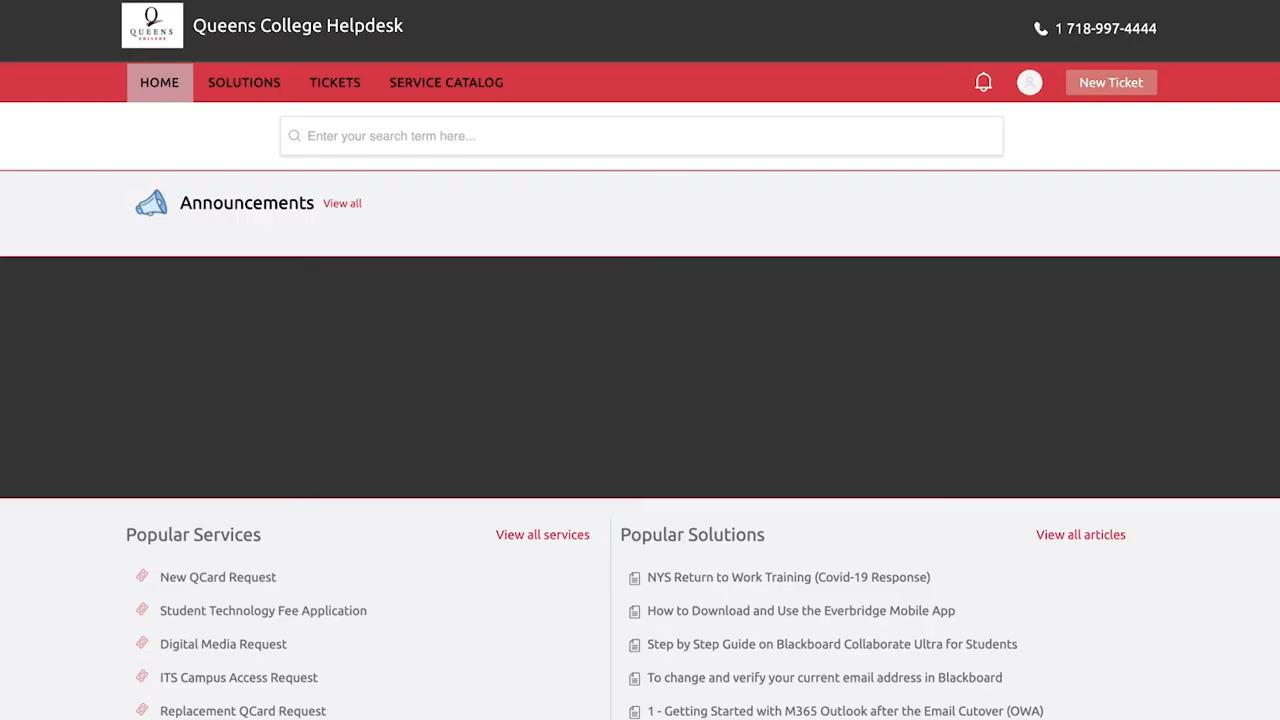 QUEENS
COLLEGE
Queens College Helpdesk
1 718-997-4444
HOME SOLUTIONS TICKETS SERVICE CATALOG
New Ticket
Enter your search term here...
Announcements View all
Popular Services View all services
New QCard Request
Student Technology Fee Application
Digital Media Request
ITS Campus Access Request
Replacement QCard Request
Popular Solutions View all articles
NYS Return to Work Training (Covid-19 Response)
How to Download and Use the Everbridge Mobile App
Step by Step Guide on Blackboard Collaborate Ultra for Students
To change and verify your current email address in Blackboard
1 - Getting Started with M365 Outlook after the Email Cutover (OWA)